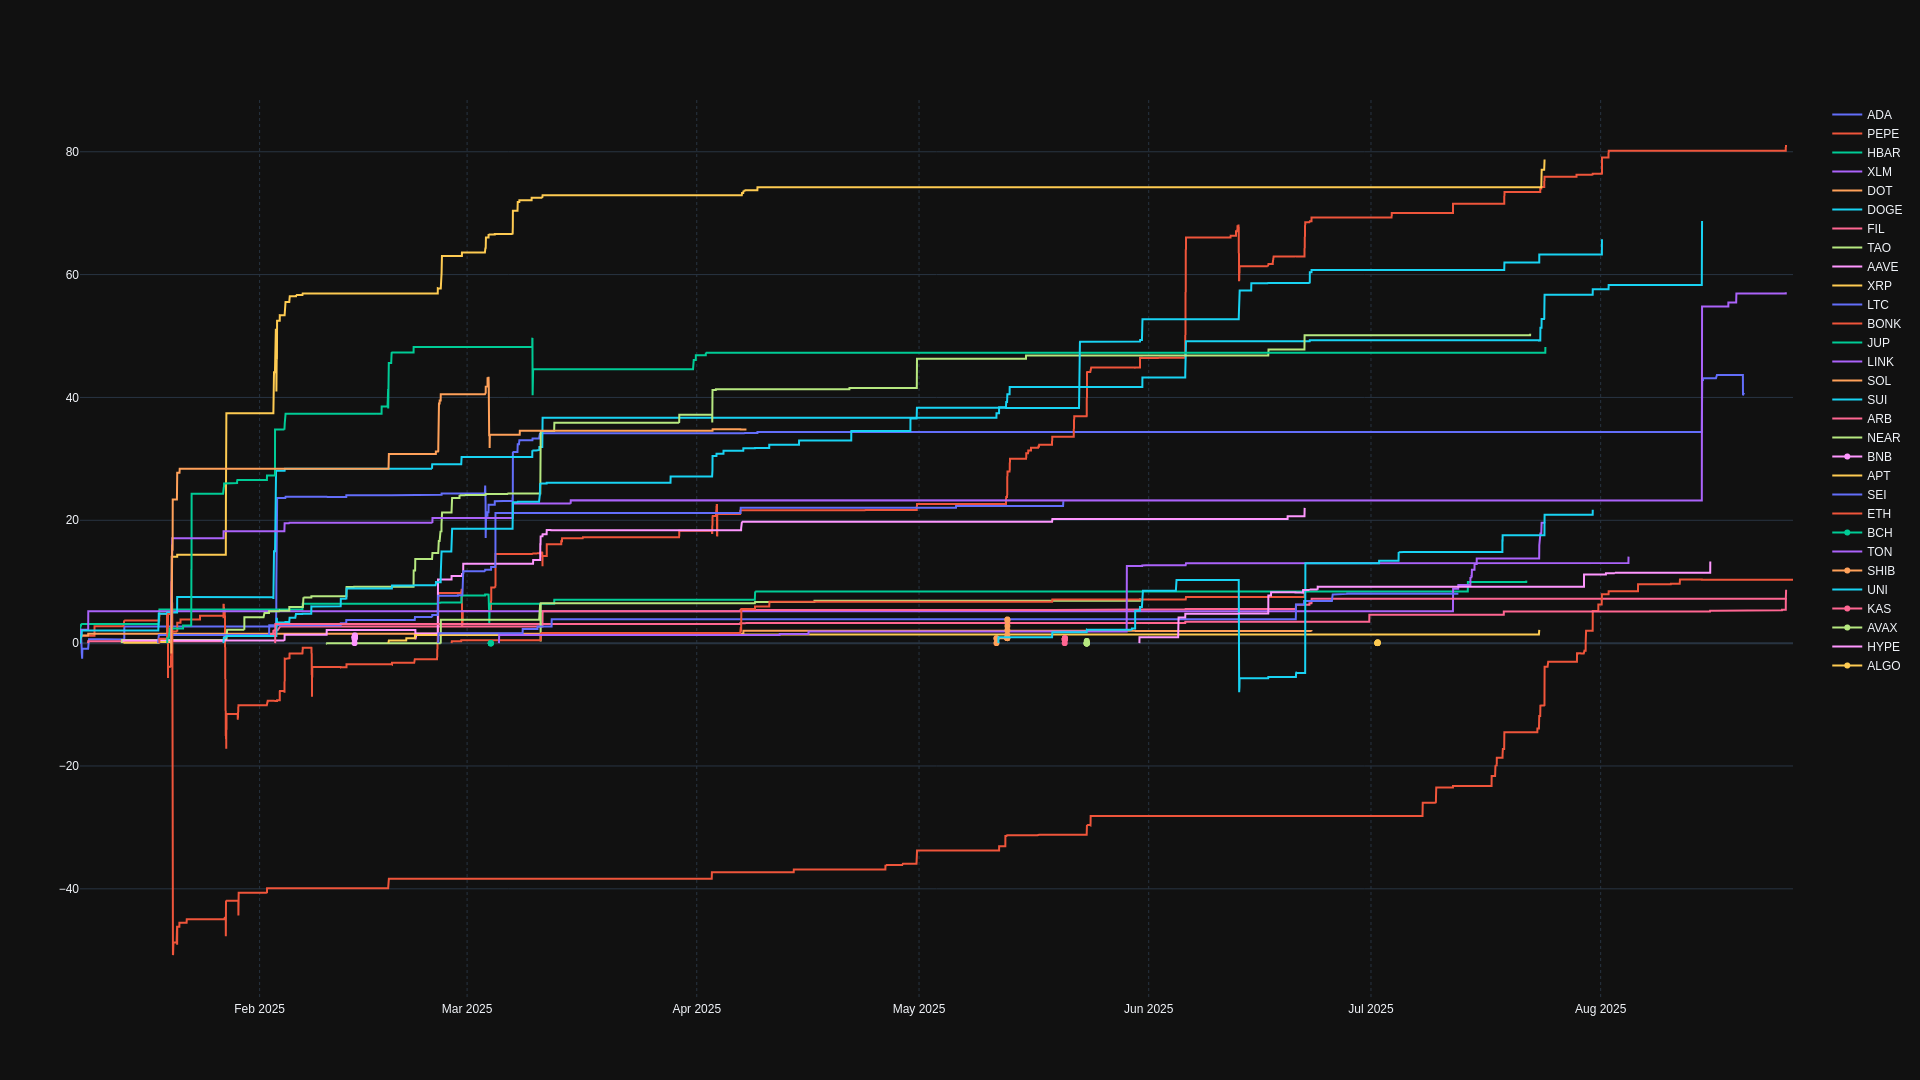 80
60
40
20
0
−20
−40
Feb 2025
Mar 2025
Apr 2025
May 2025
Jun 2025
Jul 2025
Aug 2025
ADA
PEPE
HBAR
XLM
DOT
DOGE
FIL
TAO
AAVE
XRP
LTC
BONK
JUP
LINK
SOL
SUI
ARB
NEAR
BNB
APT
SEI
ETH
BCH
TON
SHIB
UNI
KAS
AVAX
HYPE
ALGO